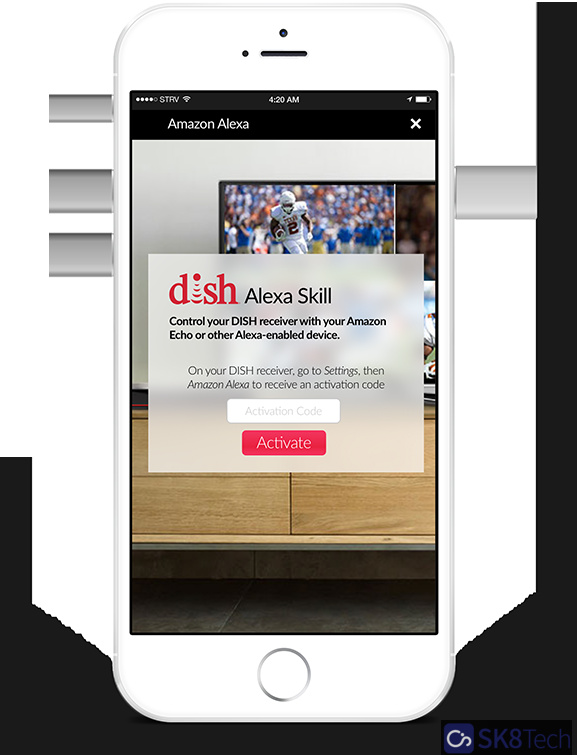 ●●●●○ STRV 4:20 AM
Amazon Alexa ×
dish Alexa Skill
Control your DISH receiver with your Amazon
Echo or other Alexa-enabled device.
On your DISH receiver, go to Settings, then
Amazon Alexa to receive an activation code
Activation Code
Activate
SK8Tech